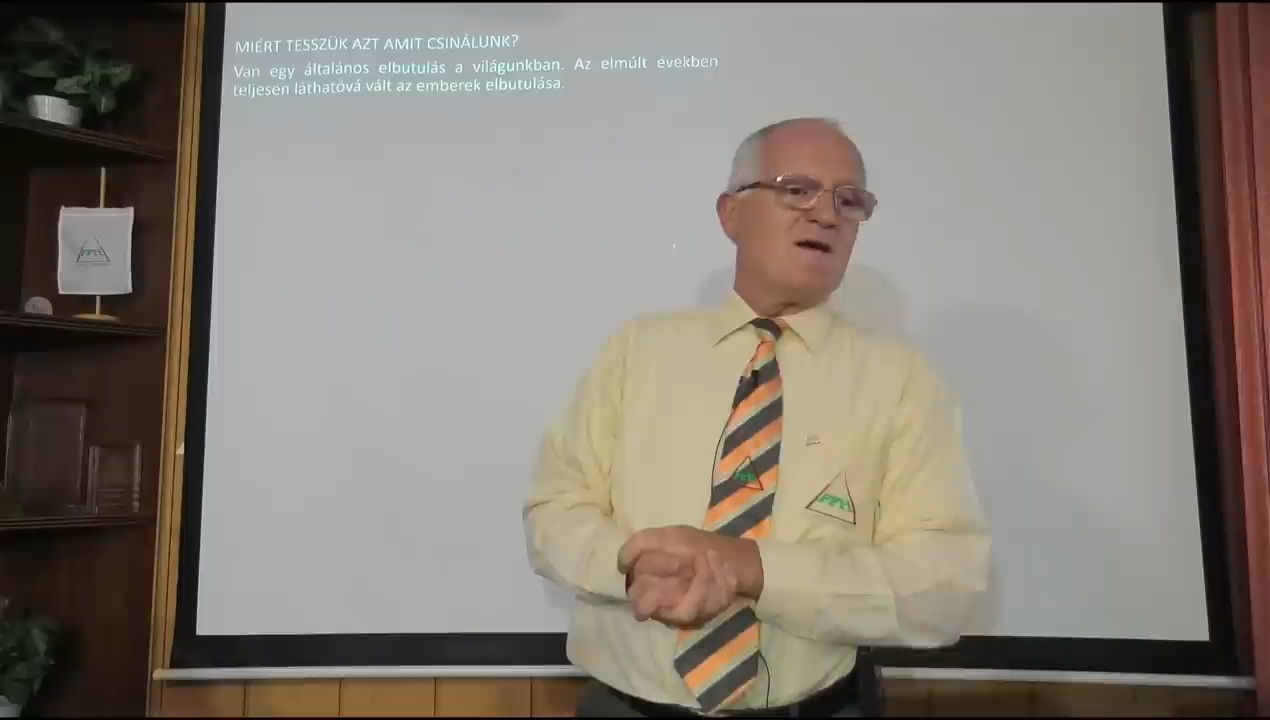 MIÉRT TESSZÜK AZT AMIT CSINÁLUNK?
Van egy általános elbutulás a világunkban. Az elmúlt években
teljesen láthatóvá vált az emberek elbutulása.